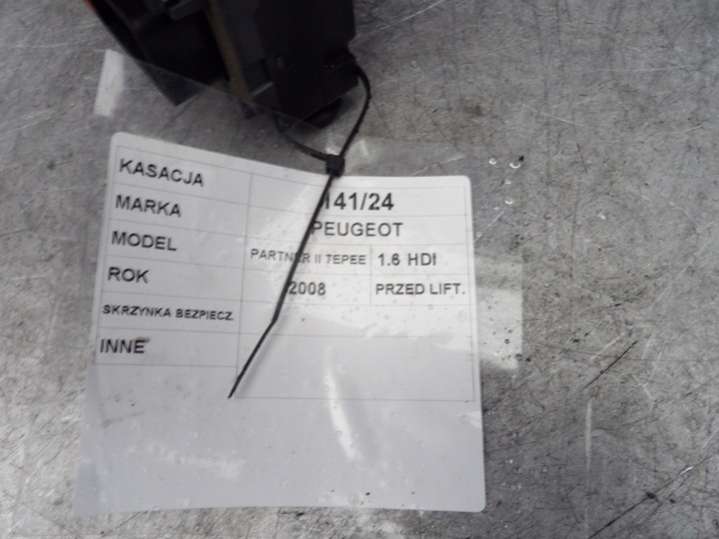 KASACJA 141/24
MARKA PEUGEOT
MODEL PARTNER II TEPEE 1.6 HDI
ROK 2008 PRZED LIFT.
SKRZYNKA BEZPIECZ.
INNE